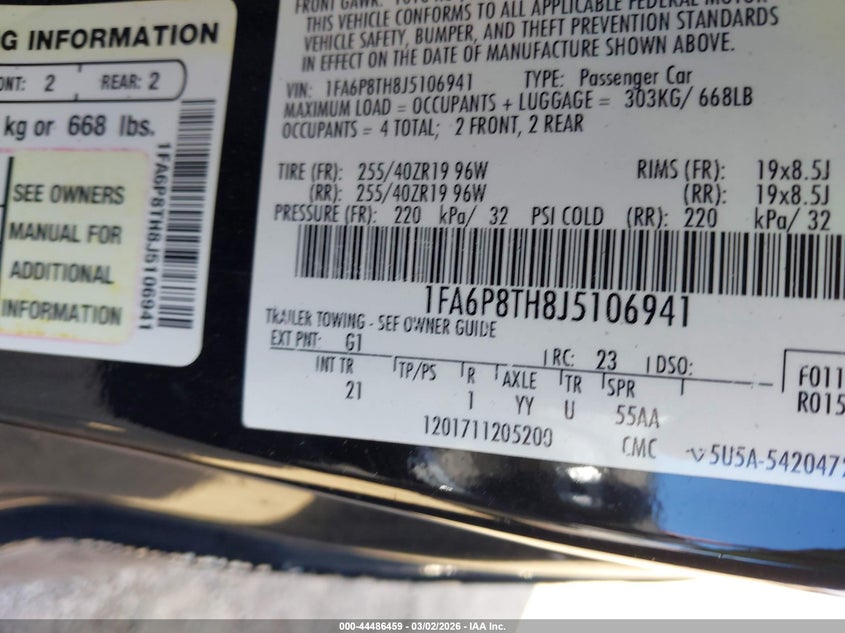 THIS VEHICLE CONFORMS TO ALL APPLICABLE FEDERAL MOTOR
VEHICLE SAFETY, BUMPER, AND THEFT PREVENTION STANDARDS
IN EFFECT ON THE DATE OF MANUFACTURE SHOWN ABOVE.
VIN: 1FA6P8TH8J5106941 TYPE: Passenger Car
MAXIMUM LOAD = OCCUPANTS + LUGGAGE = 303KG/ 668LB
OCCUPANTS = 4 TOTAL; 2 FRONT, 2 REAR
TIRE (FR): 255/40ZR19 96W RIMS (FR): 19x8.5J
(RR): 255/40ZR19 96W (RR): 19x8.5J
PRESSURE (FR): 220 kPa/ 32 PSI COLD (RR): 220 kPa/ 32
1FA6P8TH8J5106941
TRAILER TOWING - SEE OWNER GUIDE
EXT PNT: G1 RC: 23 DSO:
INT TR TP/PS R AXLE TR SPR
21 1 YY U 55AA
F011
R015
1201711205200 CMC 5U5A-542047
G INFORMATION
ONT: 2 REAR: 2
kg or 668 lbs.
SEE OWNERS
MANUAL FOR
ADDITIONAL
INFORMATION
1FA6P8TH8J5106941
000-44486459 | 03/02/2026 | IAA Inc.